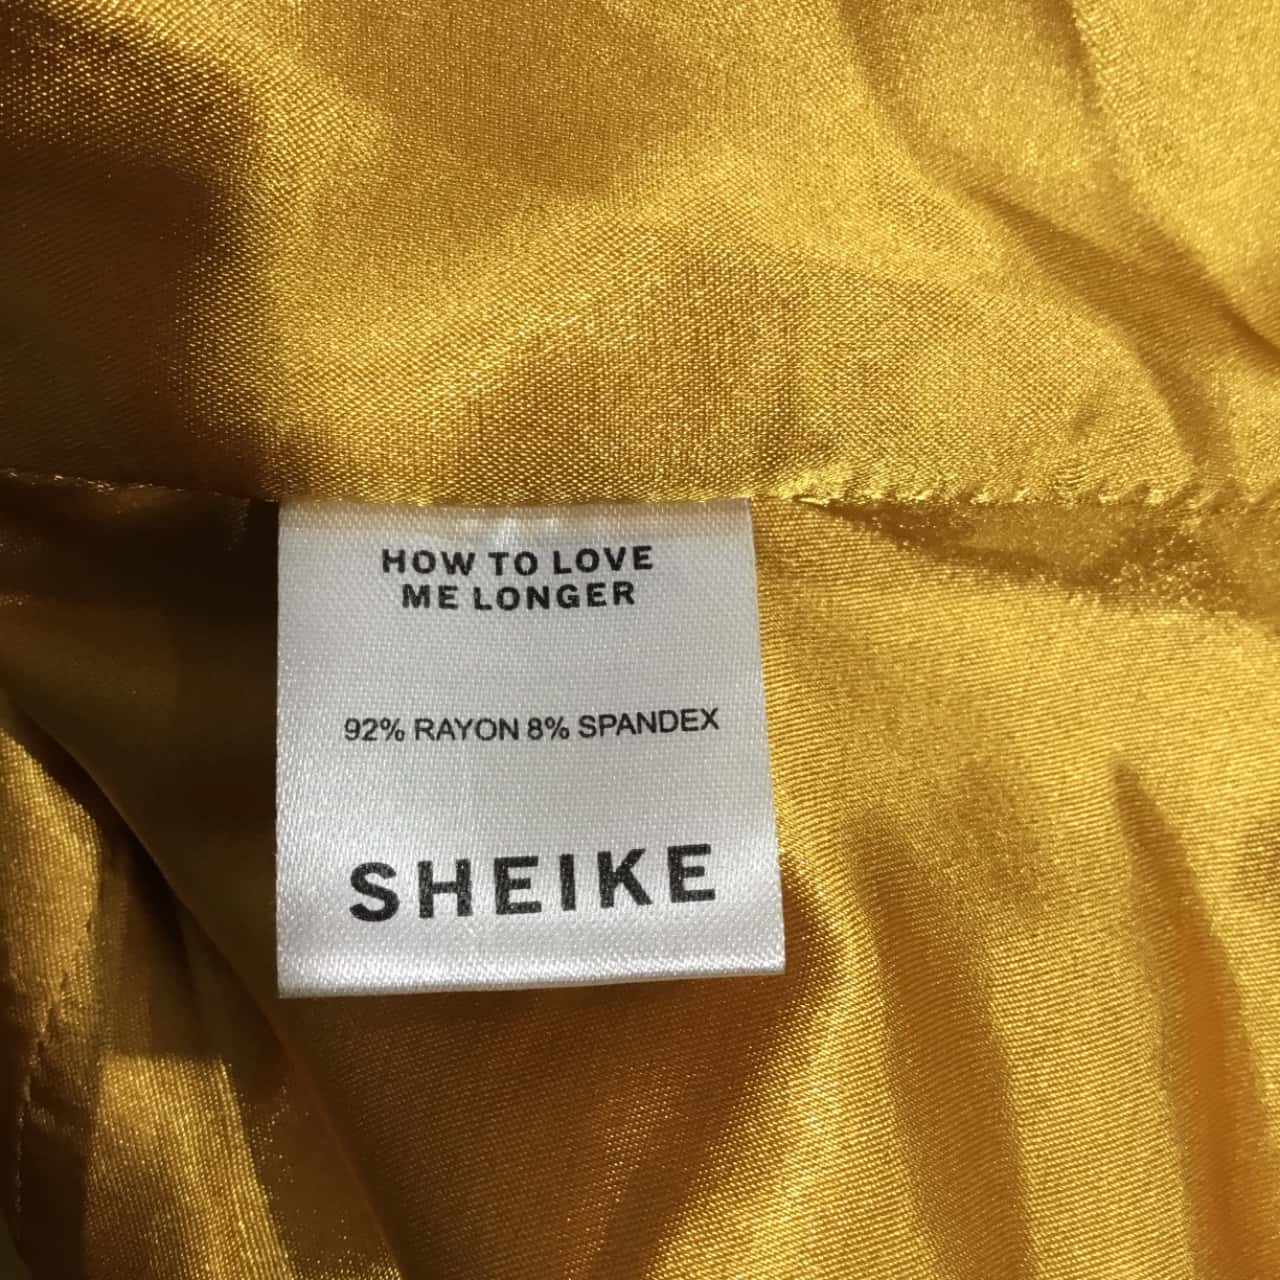 HOW TO LOVE
ME LONGER
92% RAYON 8% SPANDEX
SHEIKE